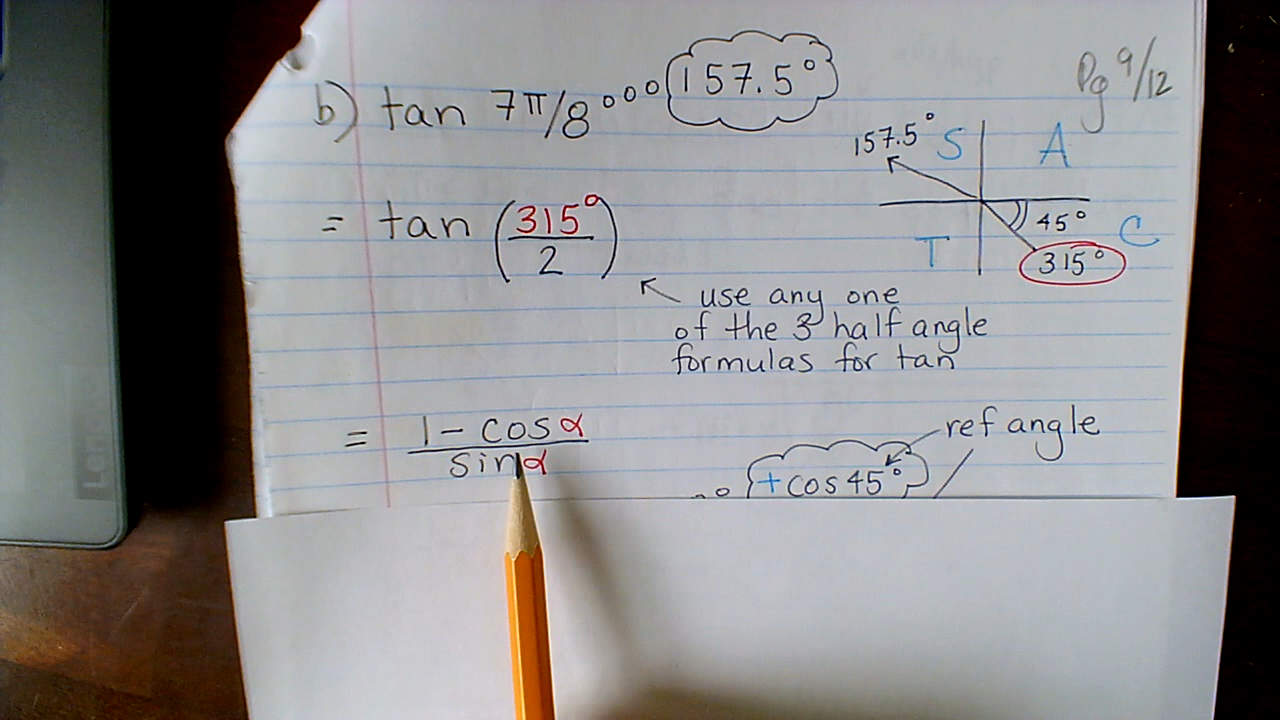 Pg 9/12
b) tan 7π/8 °°° 157.5°
157.5° S A
= tan (315°/2)
45°
T C
315°
use any one
of the 3 half angle
formulas for tan
= 1 - cos α
sin α
ref angle
+cos 45°
Lenovo